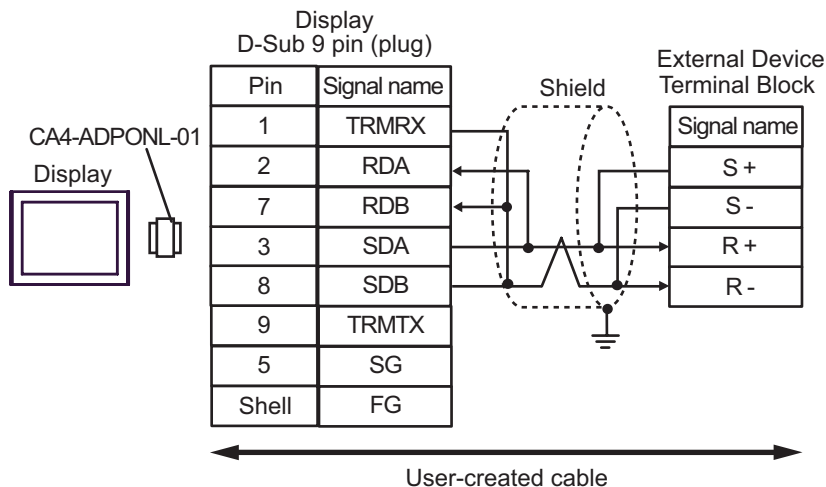 Display
D-Sub 9 pin (plug)
External Device
Terminal Block
Shield
CA4-ADPONL-01
Display
Pin Signal name
1 TRMRX
2 RDA
7 RDB
3 SDA
8 SDB
9 TRMTX
5 SG
Shell FG
Signal name
S +
S -
R +
R -
User-created cable